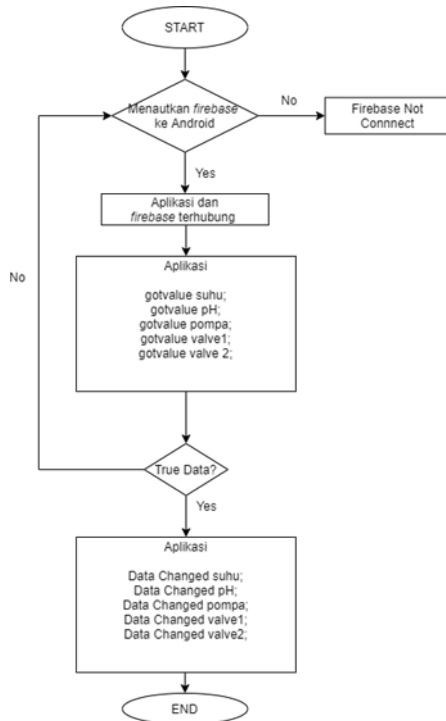 START
Menautkan firebase
ke Android
No
Firebase Not
Connnect
Yes
Aplikasi dan
firebase terhubung
Aplikasi
gotvalue suhu;
gotvalue pH;
gotvalue pompa;
gotvalue valve1;
gotvalue valve 2;
No
True Data?
Yes
Aplikasi
Data Changed suhu;
Data Changed pH;
Data Changed pompa;
Data Changed valve1;
Data Changed valve2;
END